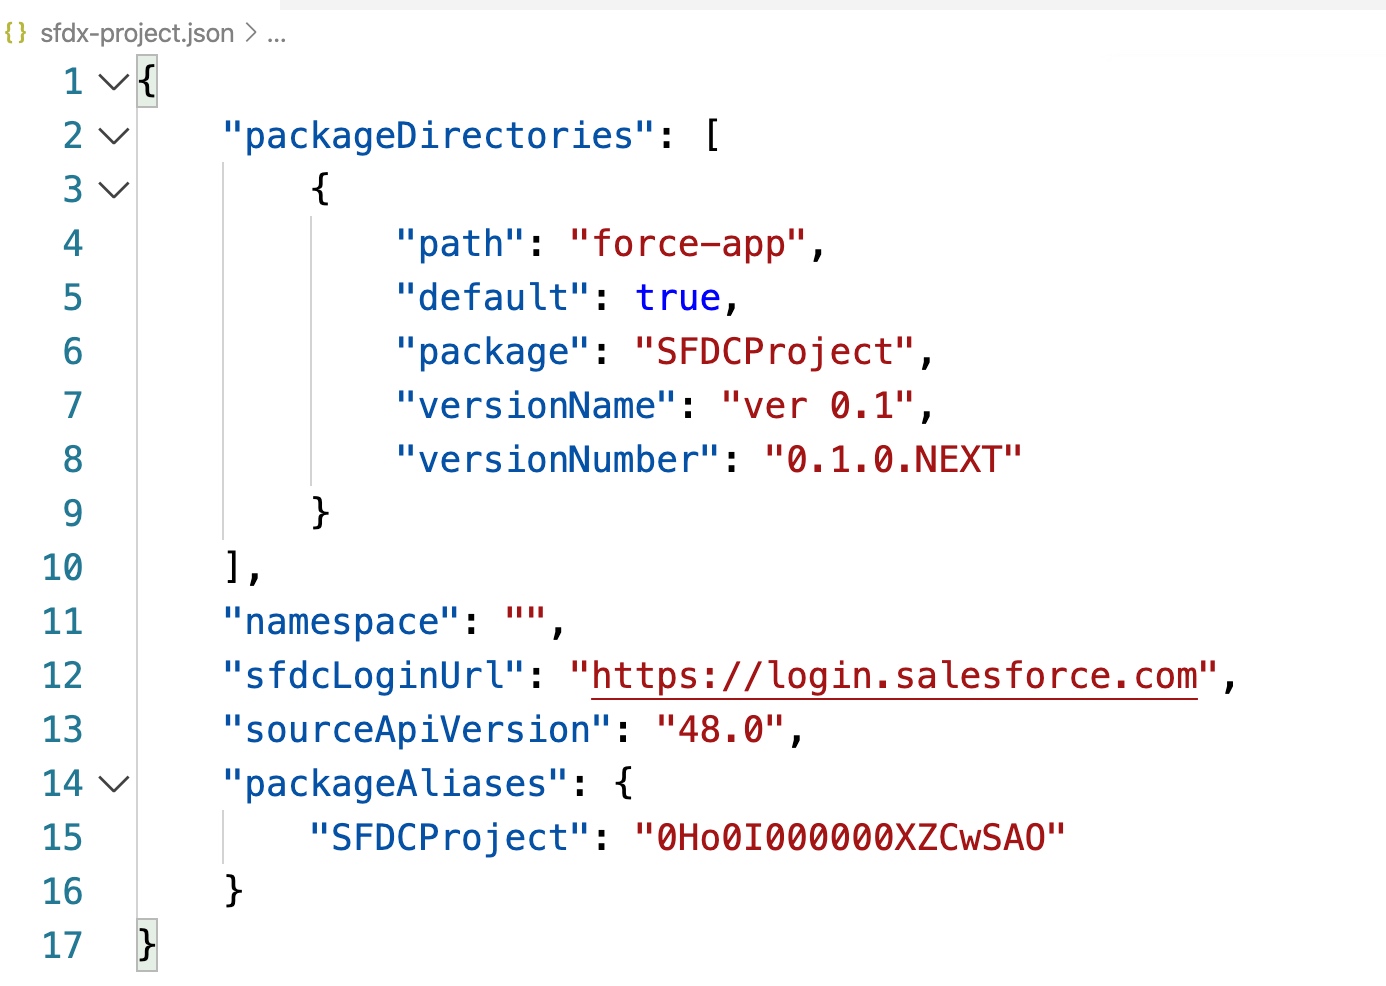 {} sfdx-project.json > ...
1 {
2 "packageDirectories": [
3 {
4 "path": "force-app",
5 "default": true,
6 "package": "SFDCProject",
7 "versionName": "ver 0.1",
8 "versionNumber": "0.1.0.NEXT"
9 }
10 ],
11 "namespace": "",
12 "sfdcLoginUrl": "https://login.salesforce.com",
13 "sourceApiVersion": "48.0",
14 "packageAliases": {
15 "SFDCProject": "0Ho0I000000XZCwSAO"
16 }
17 }